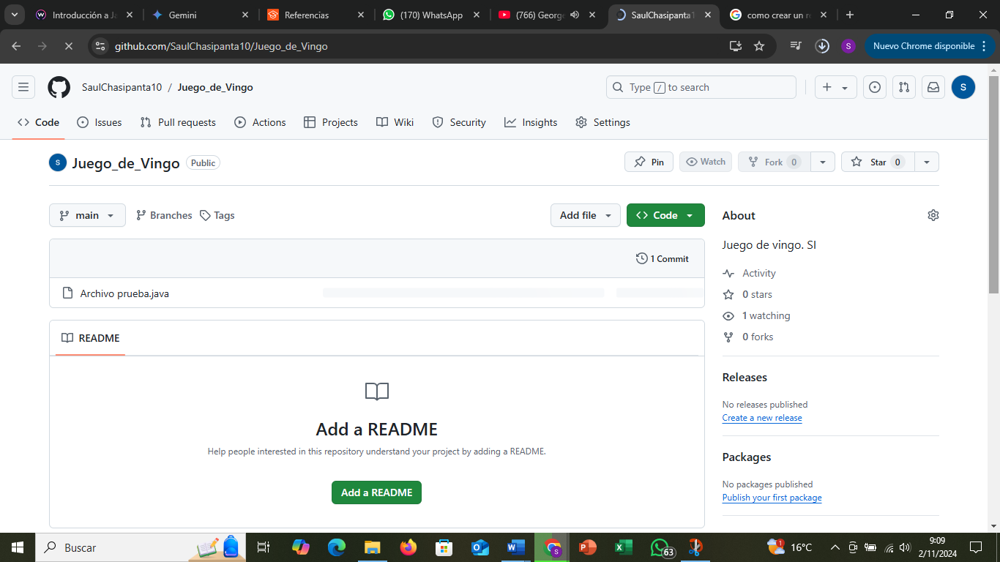 Introducción a Ja
Gemini
Referencias
(170) WhatsApp
(766) George
SaulChasipanta1
como crear un re
github.com/SaulChasipanta10/Juego_de_Vingo
S
Nuevo Chrome disponible
SaulChasipanta10 / Juego_de_Vingo
Type / to search
S
Code
Issues
Pull requests
Actions
Projects
Wiki
Security
Insights
Settings
S
Juego_de_Vingo
Public
Pin
Watch
Fork 0
Star 0
main
Branches
Tags
Add file
Code
1 Commit
Archivo prueba.java
README
Add a README
Help people interested in this repository understand your project by adding a README.
Add a README
About
Juego de vingo. SI
Activity
0 stars
1 watching
0 forks
Releases
No releases published
Create a new release
Packages
No packages published
Publish your first package
Buscar
63
1
16°C
9:09
2/11/2024